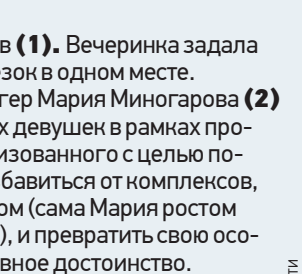 в (1). Вечеринка задала
зок в одном месте.
гер Мария Миногарова (2)
х девушек в рамках про-
изованного с целью по-
бавиться от комплексов,
ом (сама Мария ростом
), и превратить свою осо-
вное достоинство.
ти